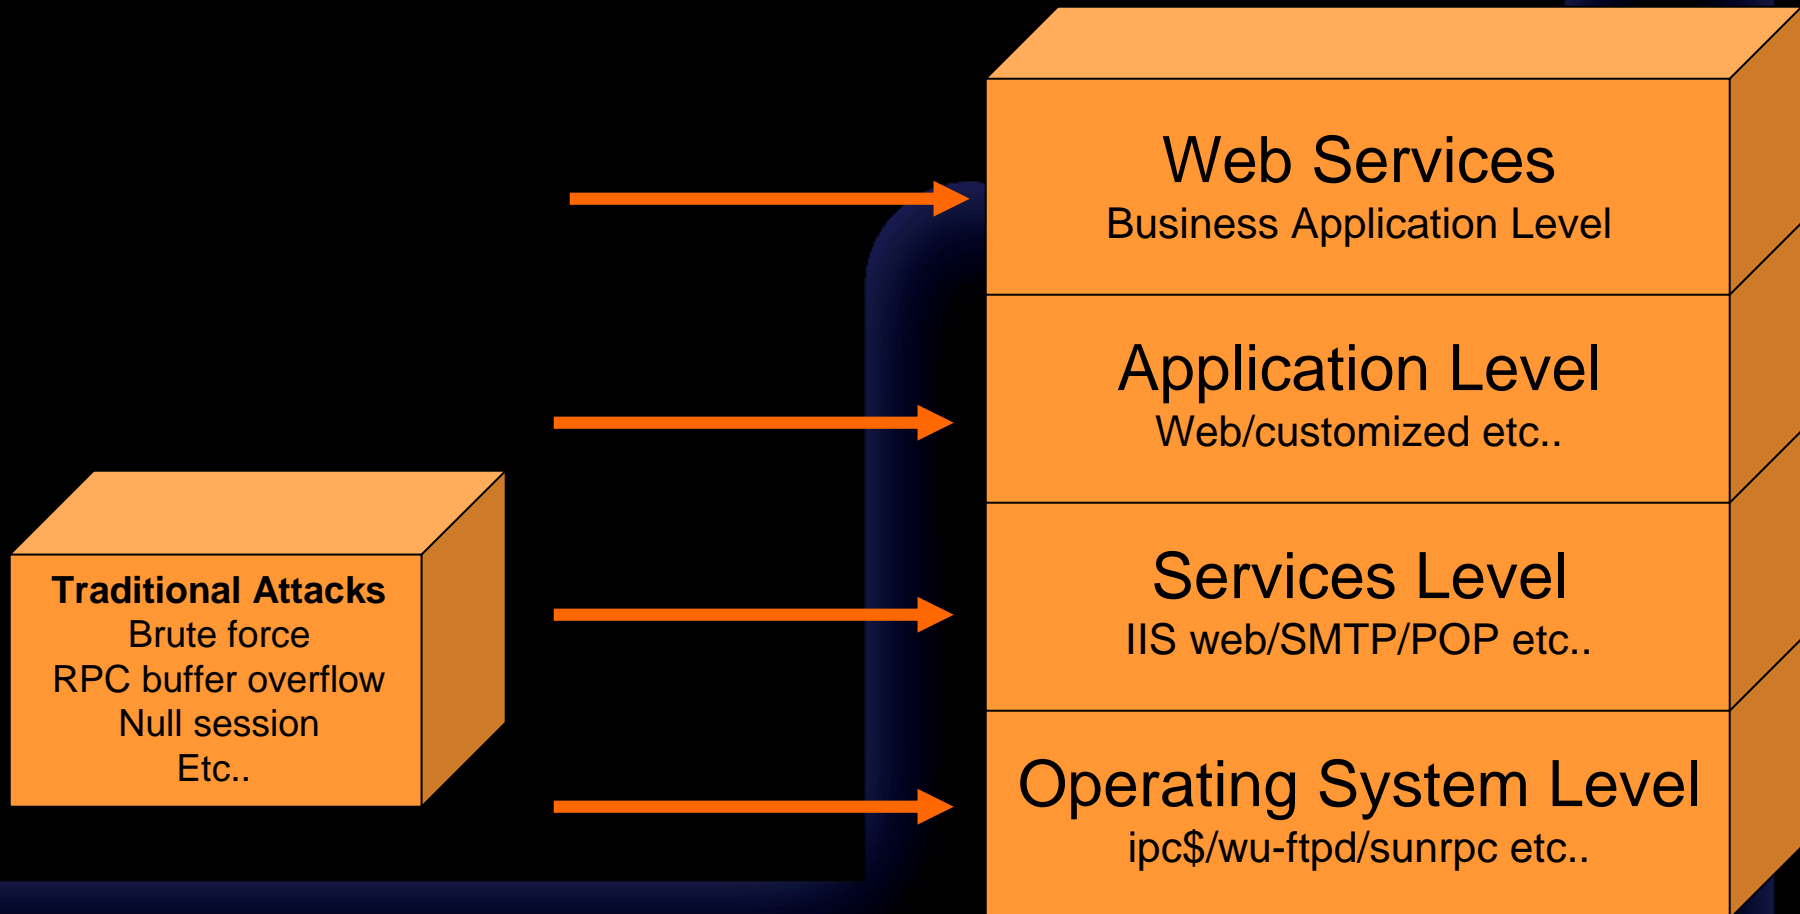 Web Services
Business Application Level
Application Level
Web/customized etc..
Traditional Attacks
Brute force
RPC buffer overflow
Null session
Etc..
Services Level
IIS web/SMTP/POP etc..
Operating System Level
ipc$/wu-ftpd/sunrpc etc..